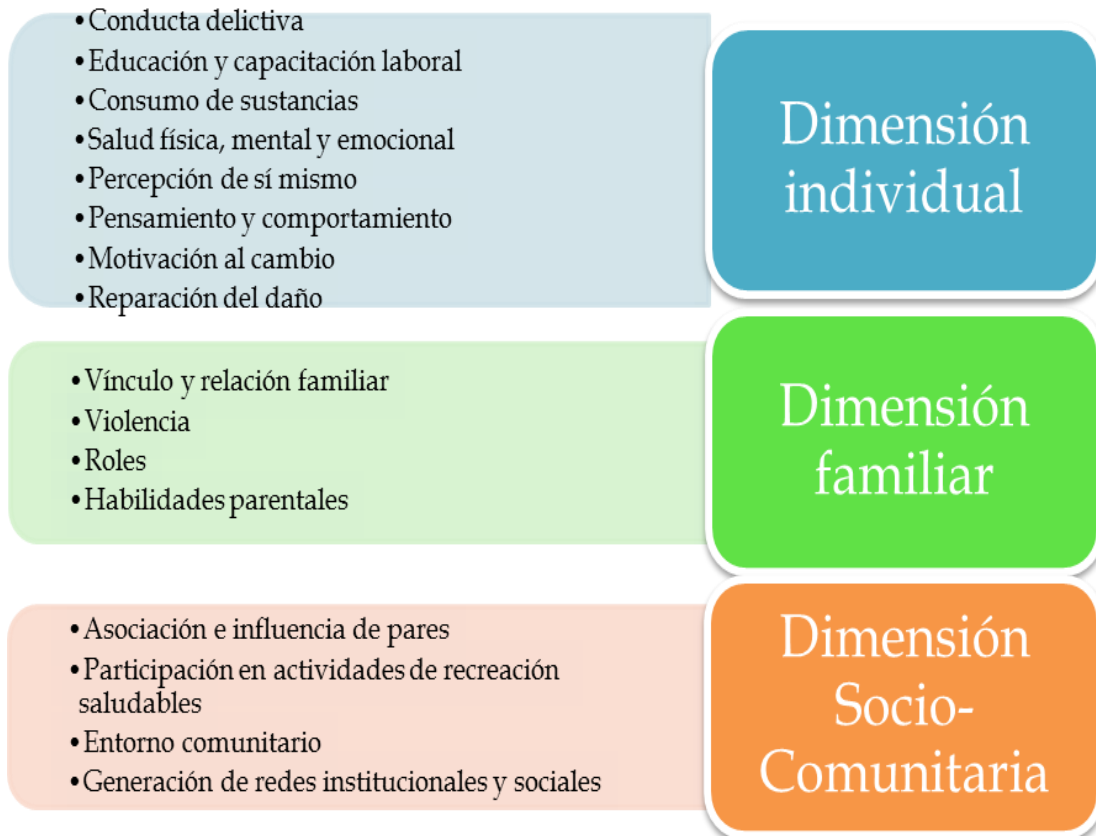 •Conducta delictiva
•Educación y capacitación laboral
•Consumo de sustancias
•Salud física, mental y emocional
•Percepción de sí mismo
•Pensamiento y comportamiento
•Motivación al cambio
•Reparación del daño
Dimensión
individual
•Vínculo y relación familiar
•Violencia
•Roles
•Habilidades parentales
Dimensión
familiar
•Asociación e influencia de pares
•Participación en actividades de recreación
saludables
•Entorno comunitario
•Generación de redes institucionales y sociales
Dimensión
Socio-
Comunitaria